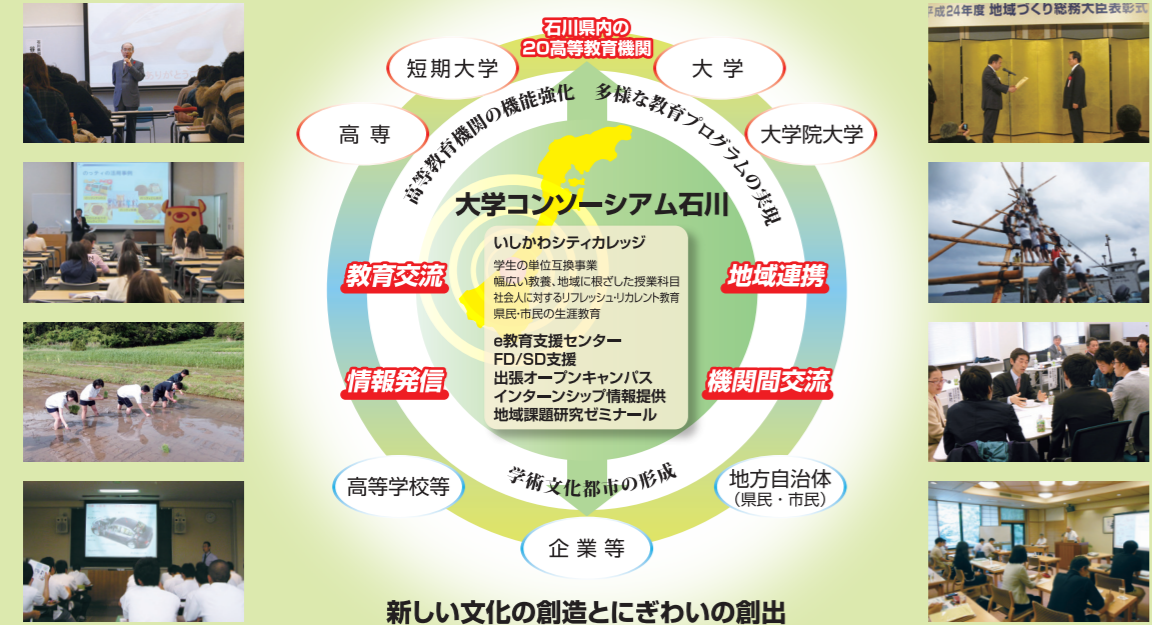 石川県内の
20高等教育機関
短期大学
大学
高専
大学院大学
高等教育機関の機能強化
多様な教育プログラムの実現
大学コンソーシアム石川
いしかわシティカレッジ
学生の単位互換事業
幅広い教養、地域に根ざした授業科目
社会人に対するリフレッシュ・リカレント教育
県民・市民の生涯教育
e教育支援センター
FD/SD支援
出張オープンキャンパス
インターンシップ情報提供
地域課題研究ゼミナール
教育交流
地域連携
情報発信
機関間交流
学術文化都市の形成
高等学校等
地方自治体
(県民・市民)
企業等
新しい文化の創造とにぎわいの創出
平成24年度 地域づくり総務大臣表彰式